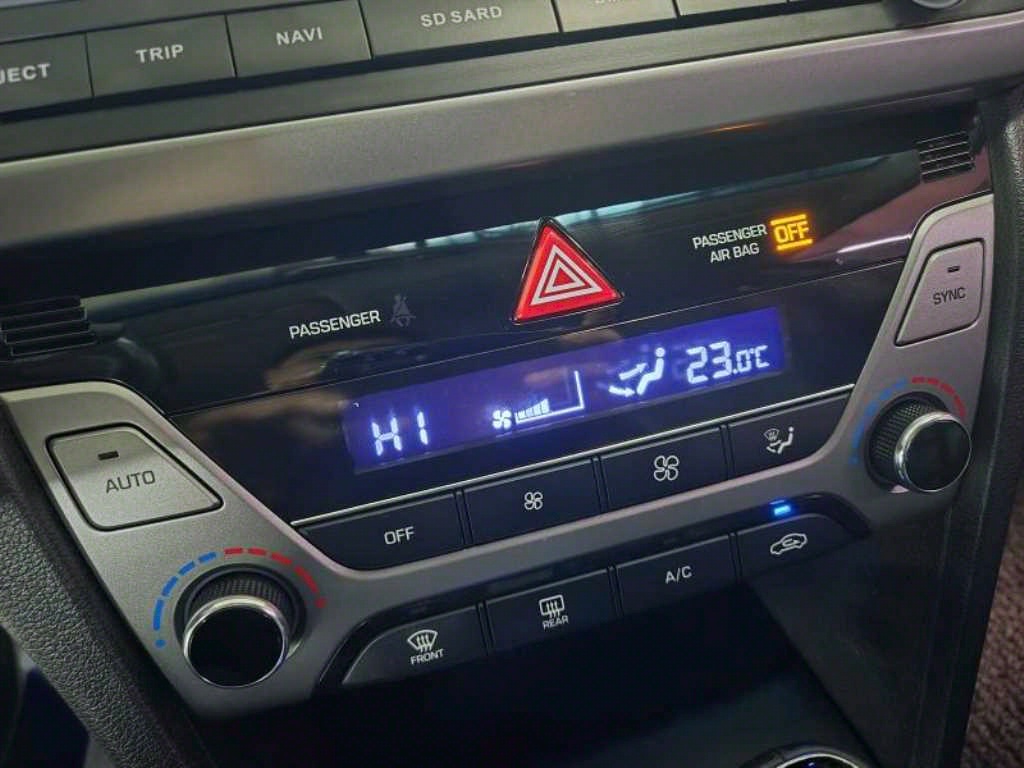 JECT
TRIP
NAVI
SD SARD
PASSENGER
PASSENGER
AIR BAG
OFF
SYNC
HI
23.0°C
AUTO
OFF
FRONT
REAR
A/C